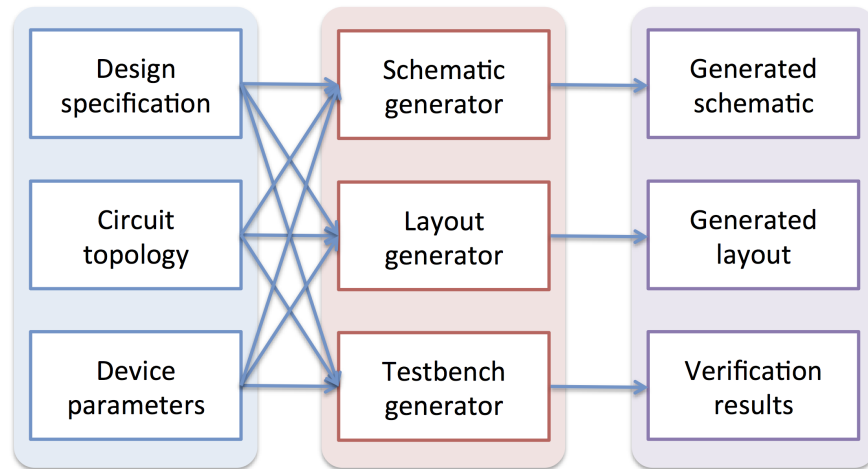 Design
specification
Schematic
generator
Generated
schematic
Circuit
topology
Layout
generator
Generated
layout
Device
parameters
Testbench
generator
Verification
results